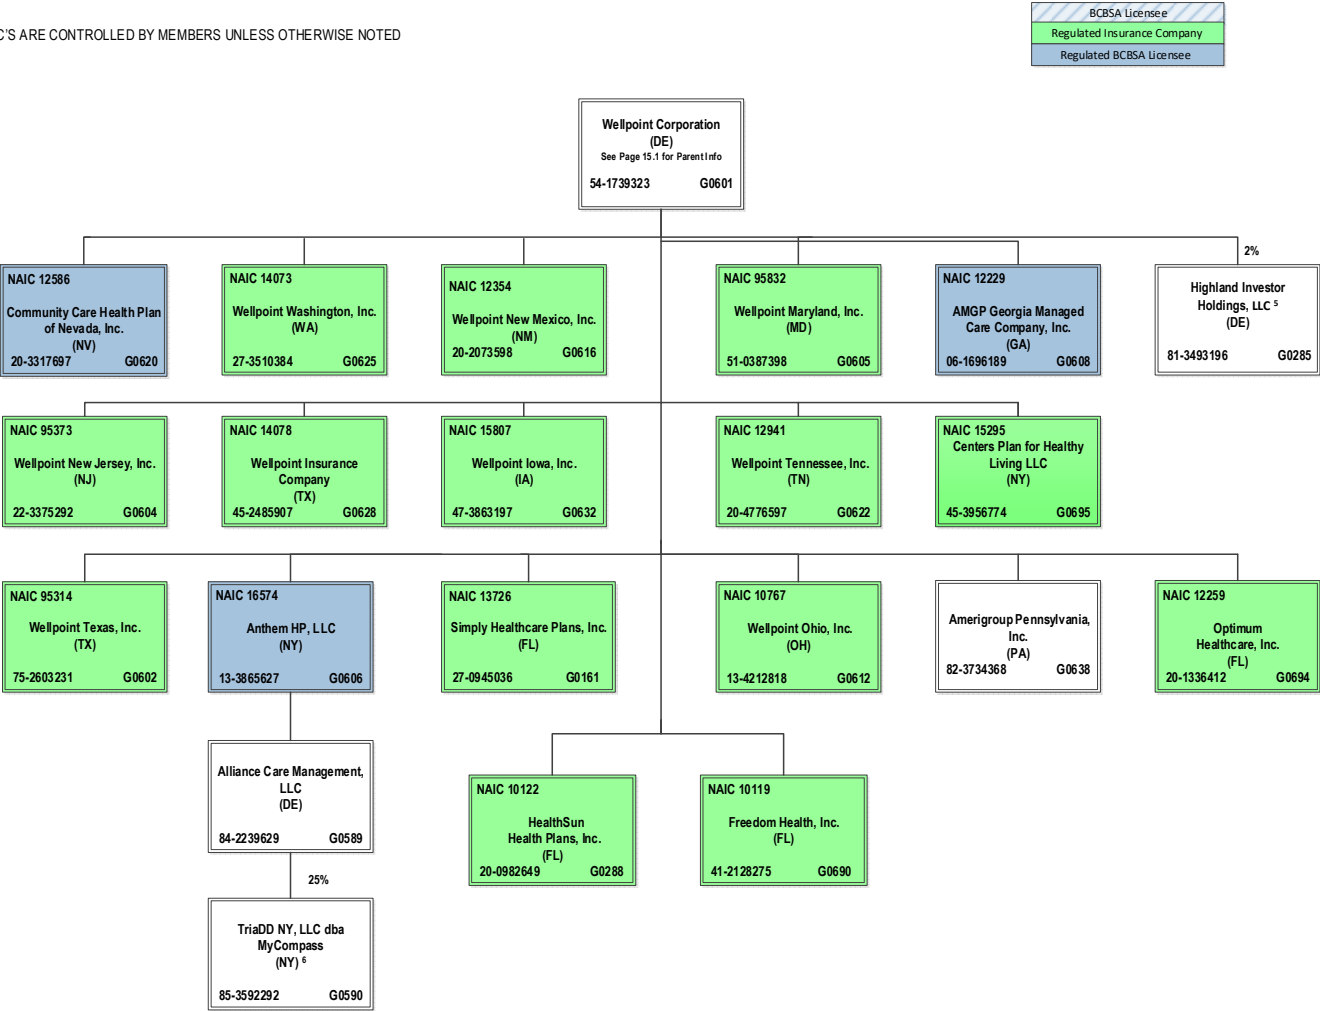 C'S ARE CONTROLLED BY MEMBERS UNLESS OTHERWISE NOTED
BCBSA Licensee
Regulated Insurance Company
Regulated BCBSA Licensee
Wellpoint Corporation
(DE)
See Page 15.1 for Parent Info
54-1739323 G0601
2%
NAIC 12586
Community Care Health Plan
of Nevada, Inc.
(NV)
20-3317697 G0620
NAIC 14073
Wellpoint Washington, Inc.
(WA)
27-3510384 G0625
NAIC 12354
Wellpoint New Mexico, Inc.
(NM)
20-2073598 G0616
NAIC 95832
Wellpoint Maryland, Inc.
(MD)
51-0387398 G0605
NAIC 12229
AMGP Georgia Managed
Care Company, Inc.
(GA)
06-1696189 G0608
Highland Investor
Holdings, LLC 5
(DE)
81-3493196 G0285
NAIC 95373
Wellpoint New Jersey, Inc.
(NJ)
22-3375292 G0604
NAIC 14078
Wellpoint Insurance
Company
(TX)
45-2485907 G0628
NAIC 15807
Wellpoint Iowa, Inc.
(IA)
47-3863197 G0632
NAIC 12941
Wellpoint Tennessee, Inc.
(TN)
20-4776597 G0622
NAIC 15295
Centers Plan for Healthy
Living LLC
(NY)
45-3956774 G0695
NAIC 95314
Wellpoint Texas, Inc.
(TX)
75-2603231 G0602
NAIC 16574
Anthem HP, LLC
(NY)
13-3865627 G0606
NAIC 13726
Simply Healthcare Plans, Inc.
(FL)
27-0945036 G0161
NAIC 10767
Wellpoint Ohio, Inc.
(OH)
13-4212818 G0612
Amerigroup Pennsylvania,
Inc.
(PA)
82-3734368 G0638
NAIC 12259
Optimum
Healthcare, Inc.
(FL)
20-1336412 G0694
Alliance Care Management,
LLC
(DE)
84-2239629 G0589
NAIC 10122
HealthSun
Health Plans, Inc.
(FL)
20-0982649 G0288
NAIC 10119
Freedom Health, Inc.
(FL)
41-2128275 G0690
25%
TriaDD NY, LLC dba
MyCompass
(NY) 6
85-3592292 G0590